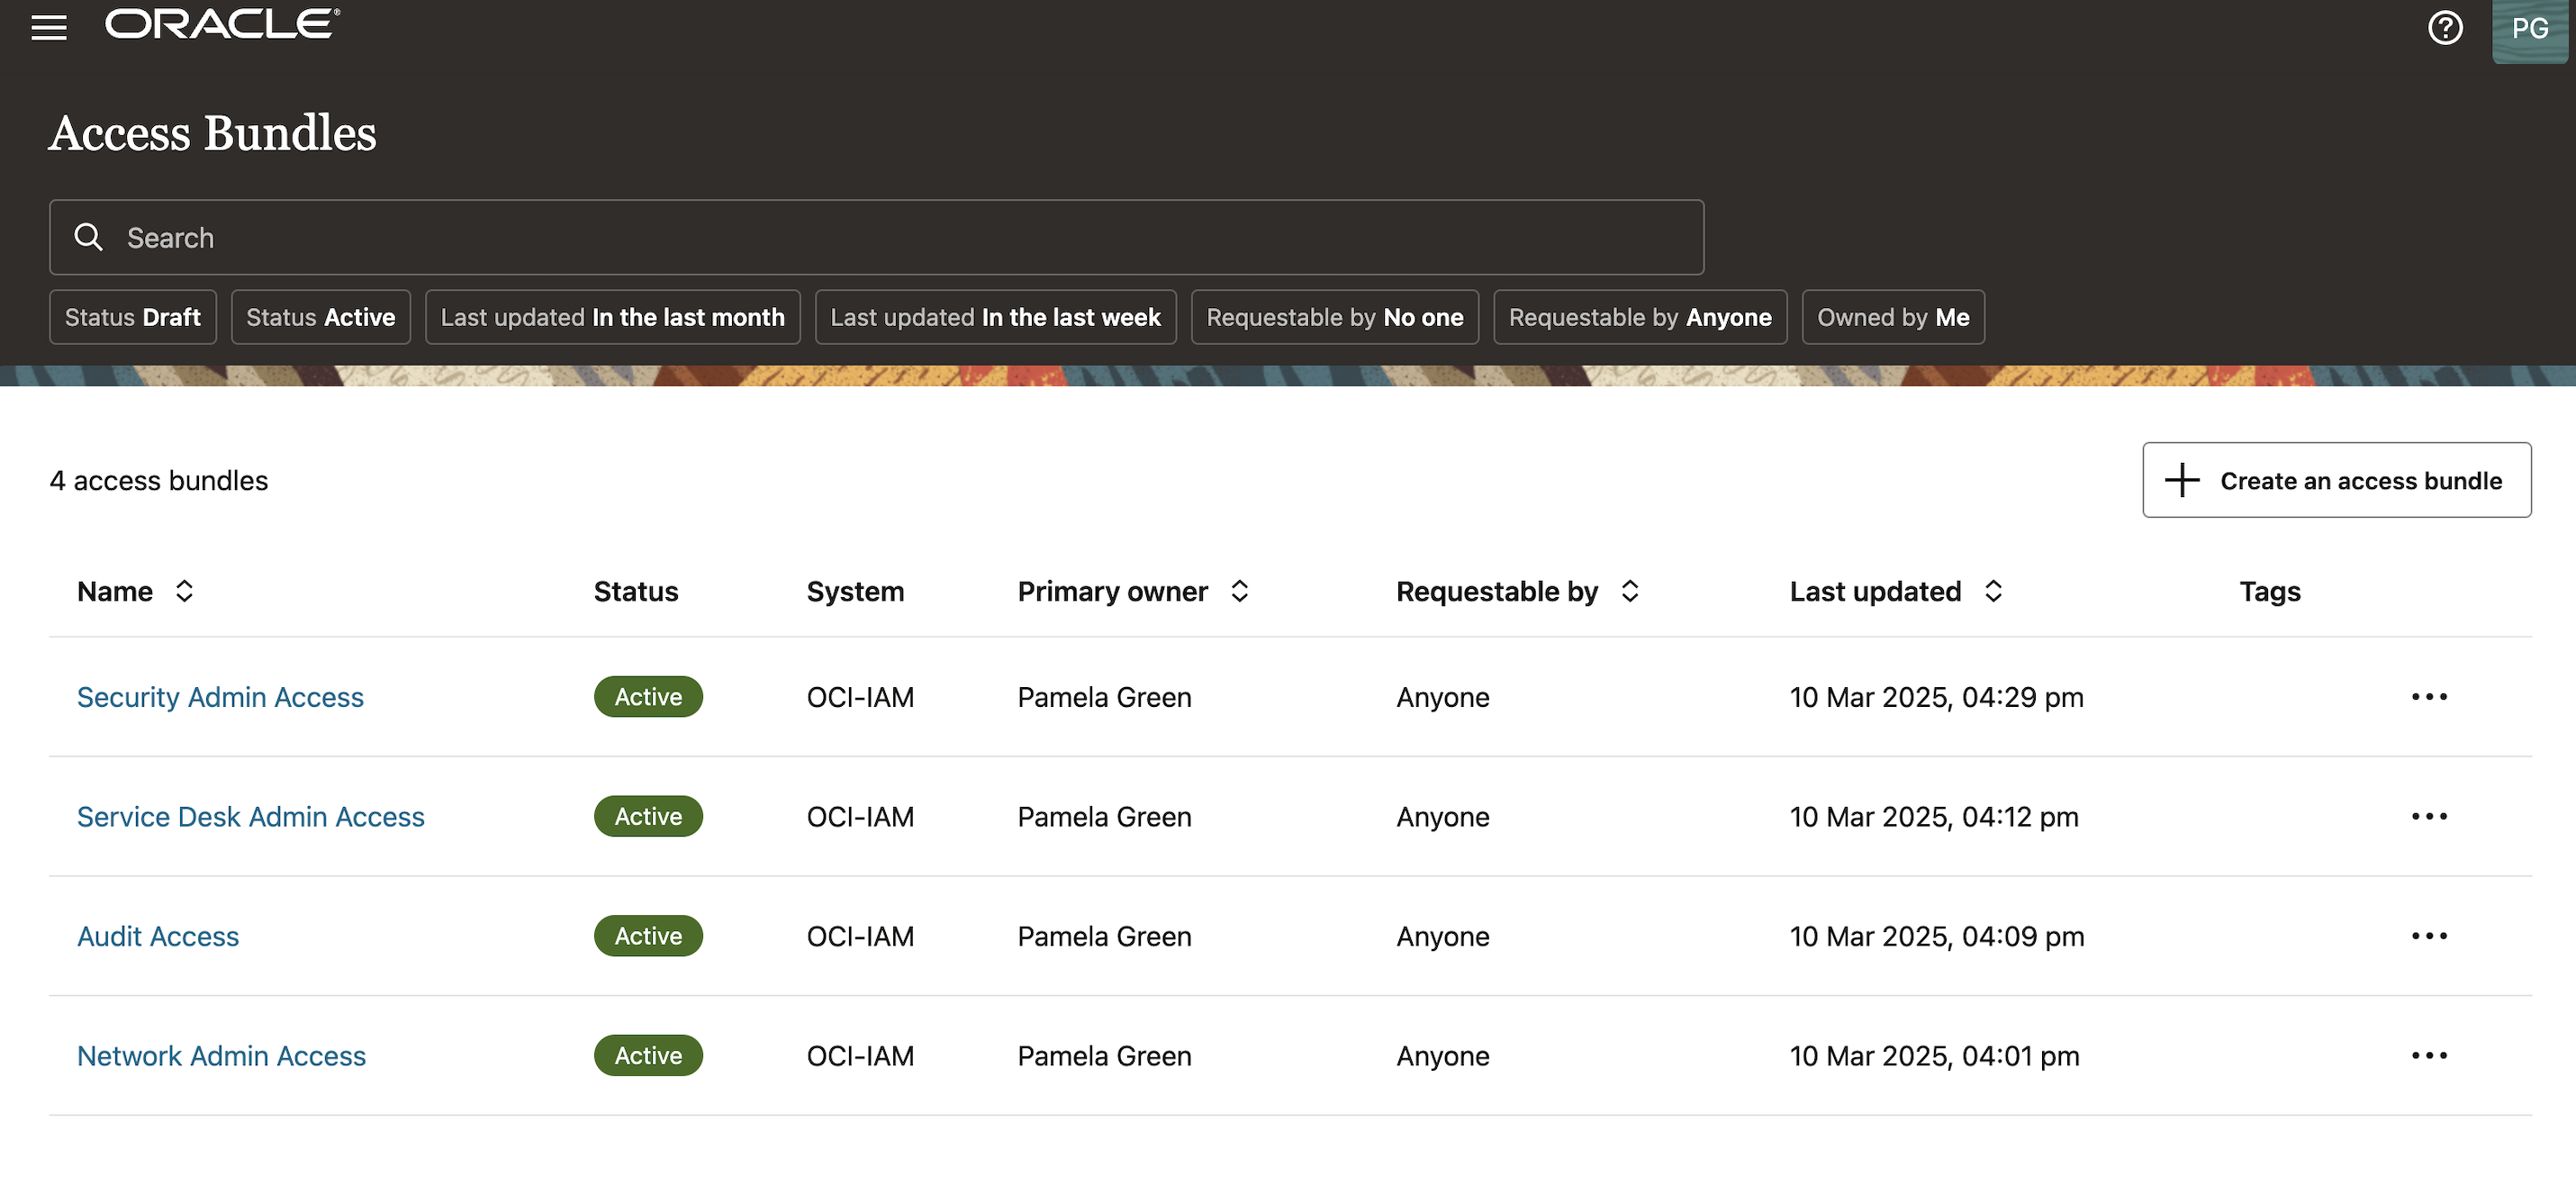 ORACLE
PG
Access Bundles
Search
Status Draft Status Active Last updated In the last month Last updated In the last week Requestable by No one Requestable by Anyone Owned by Me
4 access bundles
Create an access bundle
Name Status System Primary owner Requestable by Last updated Tags
Security Admin Access Active OCI-IAM Pamela Green Anyone 10 Mar 2025, 04:29 pm
Service Desk Admin Access Active OCI-IAM Pamela Green Anyone 10 Mar 2025, 04:12 pm
Audit Access Active OCI-IAM Pamela Green Anyone 10 Mar 2025, 04:09 pm
Network Admin Access Active OCI-IAM Pamela Green Anyone 10 Mar 2025, 04:01 pm